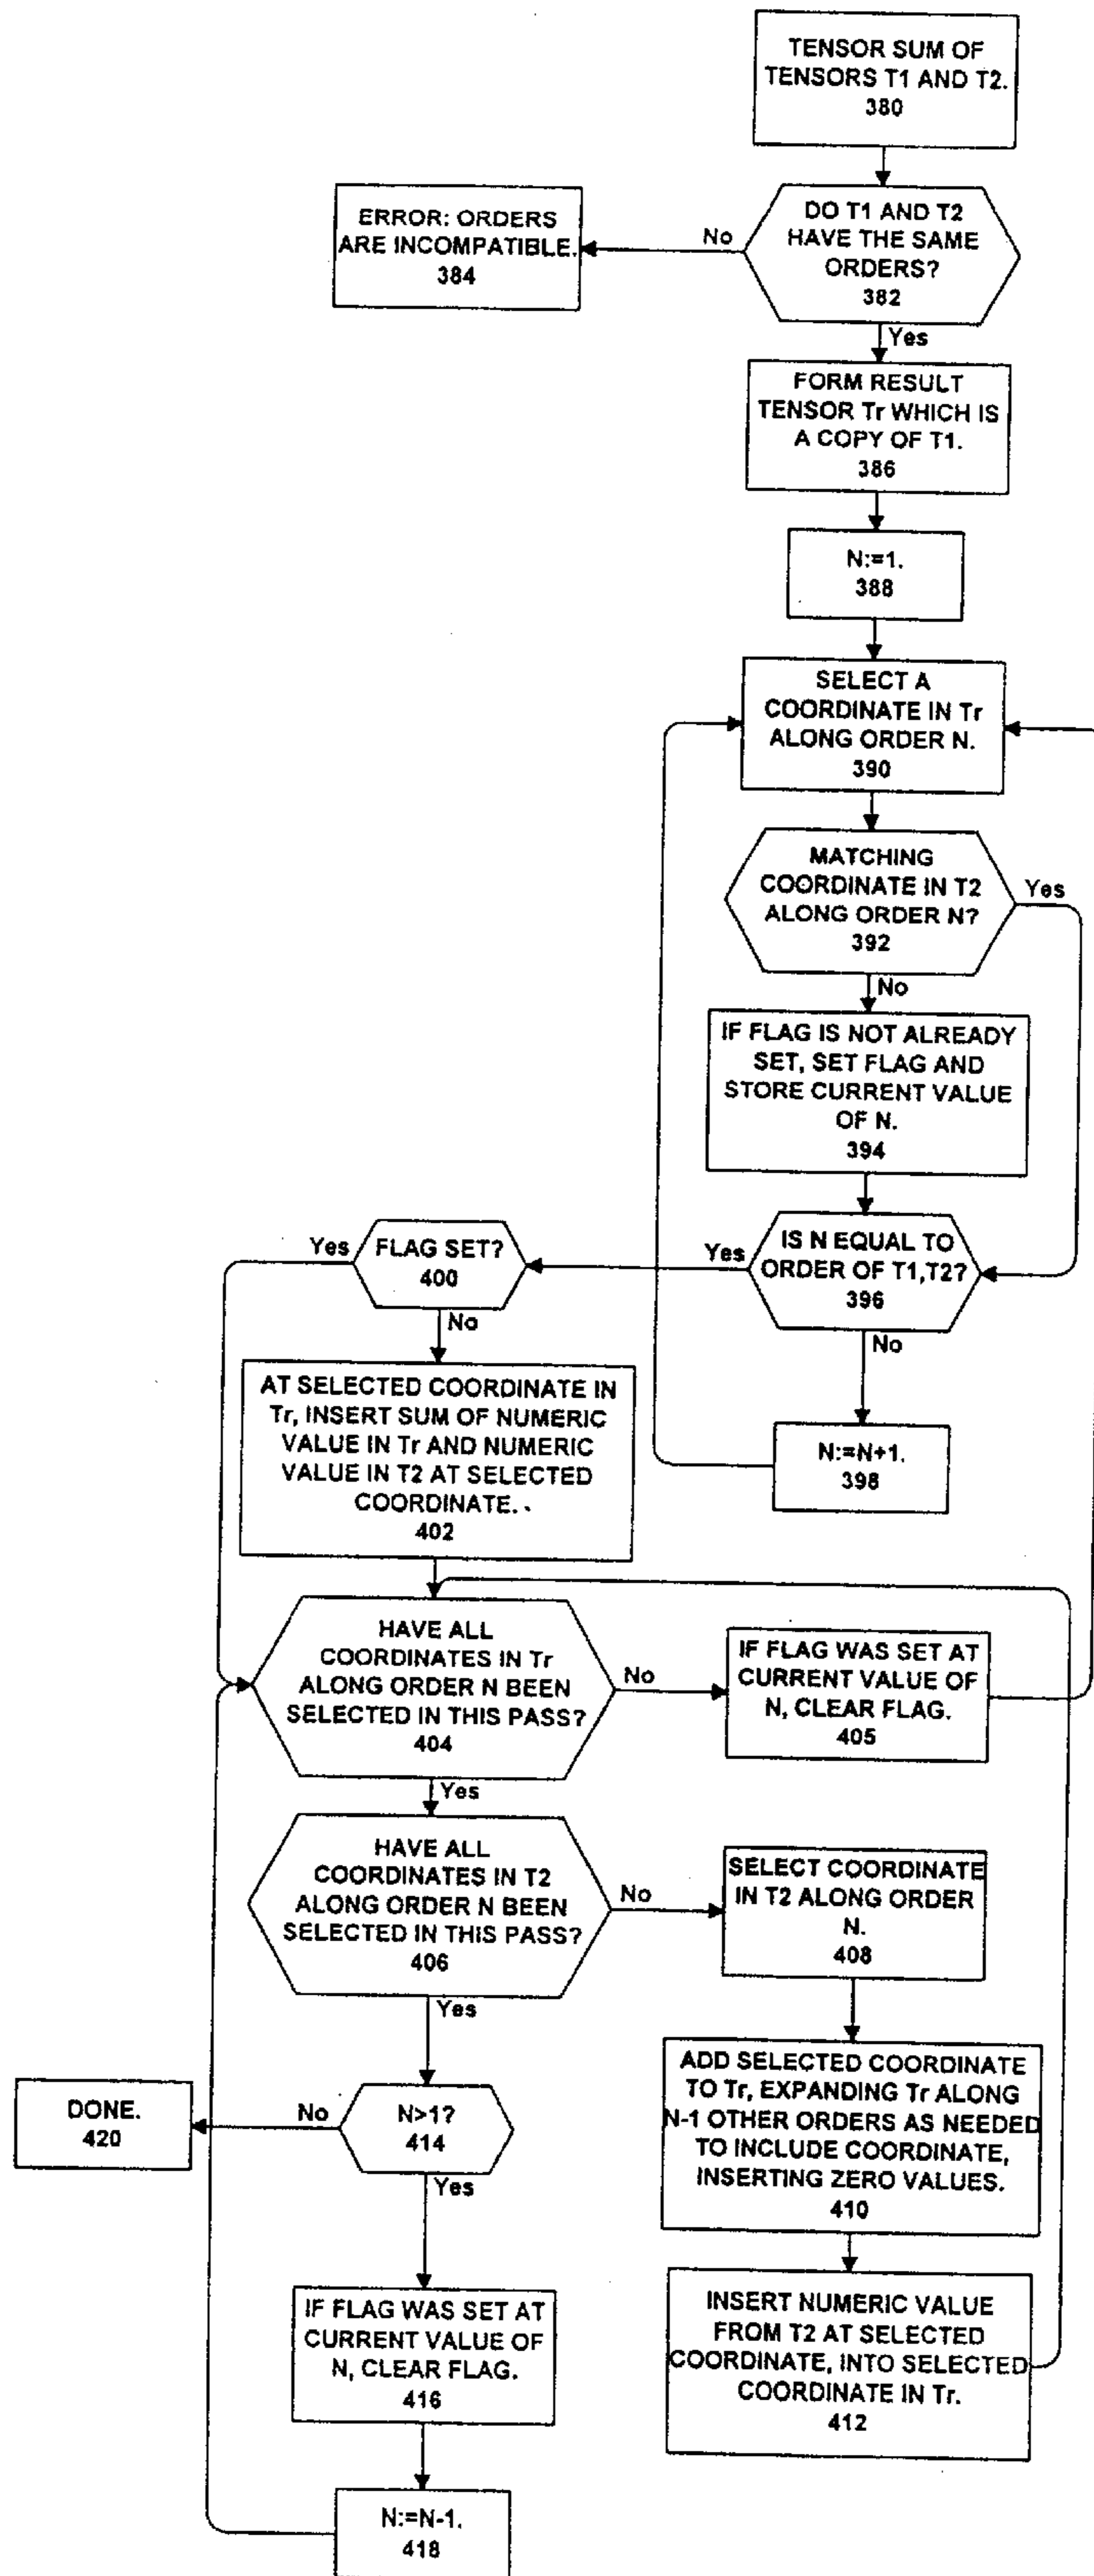 TENSOR SUM OF
TENSORS T1 AND T2.
380
DO T1 AND T2
HAVE THE SAME
ORDERS?
382
No
ERROR: ORDERS
ARE INCOMPATIBLE.
384
Yes
FORM RESULT
TENSOR Tr WHICH IS
A COPY OF T1.
386
N:=1.
388
SELECT A
COORDINATE IN Tr
ALONG ORDER N.
390
MATCHING
COORDINATE IN T2
ALONG ORDER N?
392
Yes
No
IF FLAG IS NOT ALREADY
SET, SET FLAG AND
STORE CURRENT VALUE
OF N.
394
IS N EQUAL TO
ORDER OF T1,T2?
396
Yes
No
N:=N+1.
398
FLAG SET?
400
Yes
No
AT SELECTED COORDINATE IN
Tr, INSERT SUM OF NUMERIC
VALUE IN Tr AND NUMERIC
VALUE IN T2 AT SELECTED
COORDINATE.
402
HAVE ALL
COORDINATES IN Tr
ALONG ORDER N BEEN
SELECTED IN THIS PASS?
404
No
IF FLAG WAS SET AT
CURRENT VALUE OF
N, CLEAR FLAG.
405
Yes
HAVE ALL
COORDINATES IN T2
ALONG ORDER N BEEN
SELECTED IN THIS PASS?
406
No
SELECT COORDINATE
IN T2 ALONG ORDER
N.
408
Yes
ADD SELECTED COORDINATE
TO Tr, EXPANDING Tr ALONG
N-1 OTHER ORDERS AS NEEDED
TO INCLUDE COORDINATE,
INSERTING ZERO VALUES.
410
N>1?
414
No
DONE.
420
Yes
INSERT NUMERIC VALUE
FROM T2 AT SELECTED
COORDINATE, INTO SELECTED
COORDINATE IN Tr.
412
IF FLAG WAS SET AT
CURRENT VALUE OF
N, CLEAR FLAG.
416
N:=N-1.
418